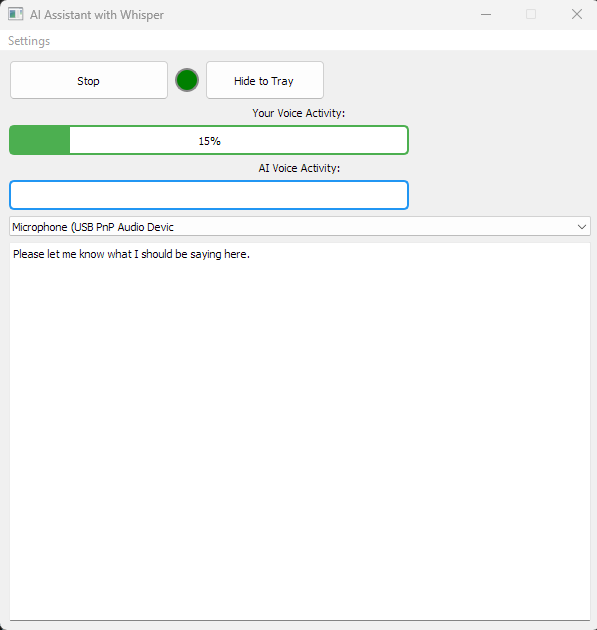 AI Assistant with Whisper
Settings
Stop
Hide to Tray
Your Voice Activity:
15%
AI Voice Activity:
Microphone (USB PnP Audio Devic
Please let me know what I should be saying here.